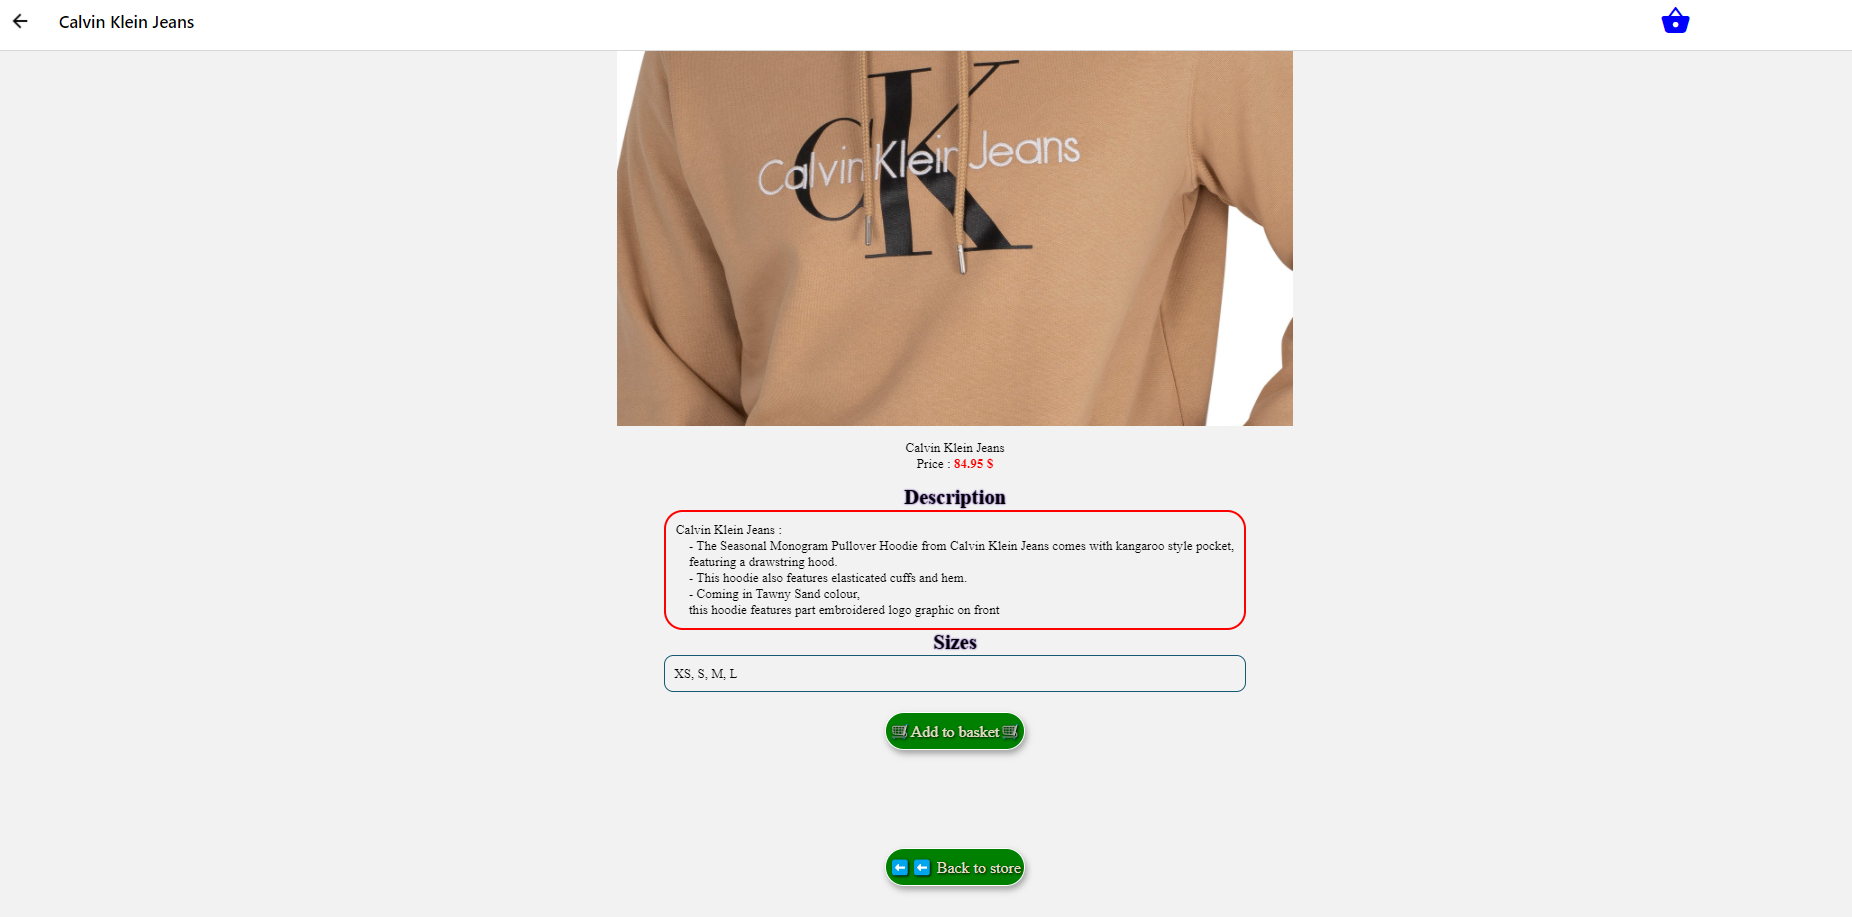 Calvin Klein Jeans
CK
Calvin Klein Jeans
Calvin Klein Jeans
Price : 84.95 $
Description
Calvin Klein Jeans :
- The Seasonal Monogram Pullover Hoodie from Calvin Klein Jeans comes with kangaroo style pocket,
featuring a drawstring hood.
- This hoodie also features elasticated cuffs and hem.
- Coming in Tawny Sand colour,
this hoodie features part embroidered logo graphic on front
Sizes
XS, S, M, L
🛒Add to basket🛒
⬅️ ⬅️ Back to store